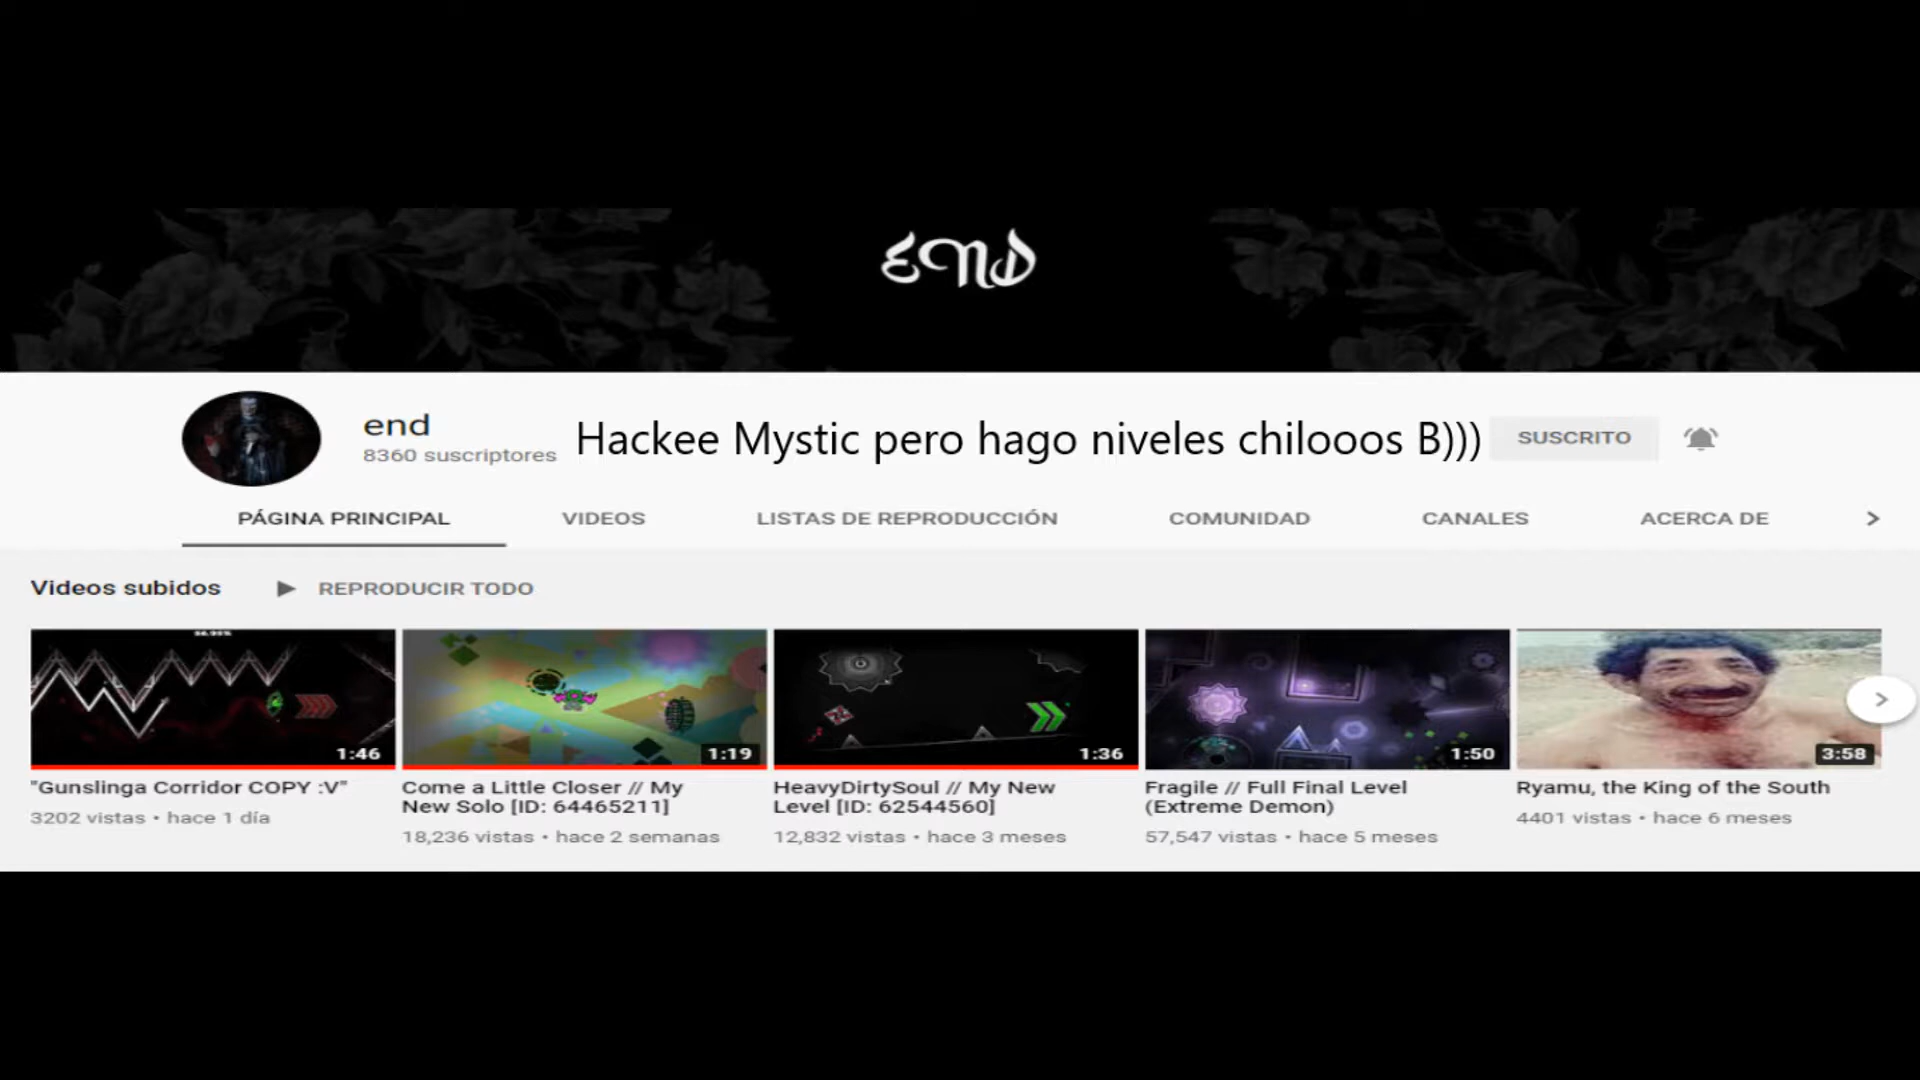 end
end
8360 suscriptores
Hackee Mystic pero hago niveles chilooos B)))
SUSCRITO
PÁGINA PRINCIPAL
VIDEOS
LISTAS DE REPRODUCCIÓN
COMUNIDAD
CANALES
ACERCA DE
Videos subidos
REPRODUCIR TODO
1:46
1:19
1:36
1:50
3:58
"Gunslinga Corridor COPY :V"
3202 vistas • hace 1 día
Come a Little Closer // My
New Solo [ID: 64465211]
18,236 vistas • hace 2 semanas
HeavyDirtySoul // My New
Level [ID: 62544560]
12,832 vistas • hace 3 meses
Fragile // Full Final Level
(Extreme Demon)
57,547 vistas • hace 5 meses
Ryamu, the King of the South
4401 vistas • hace 6 meses